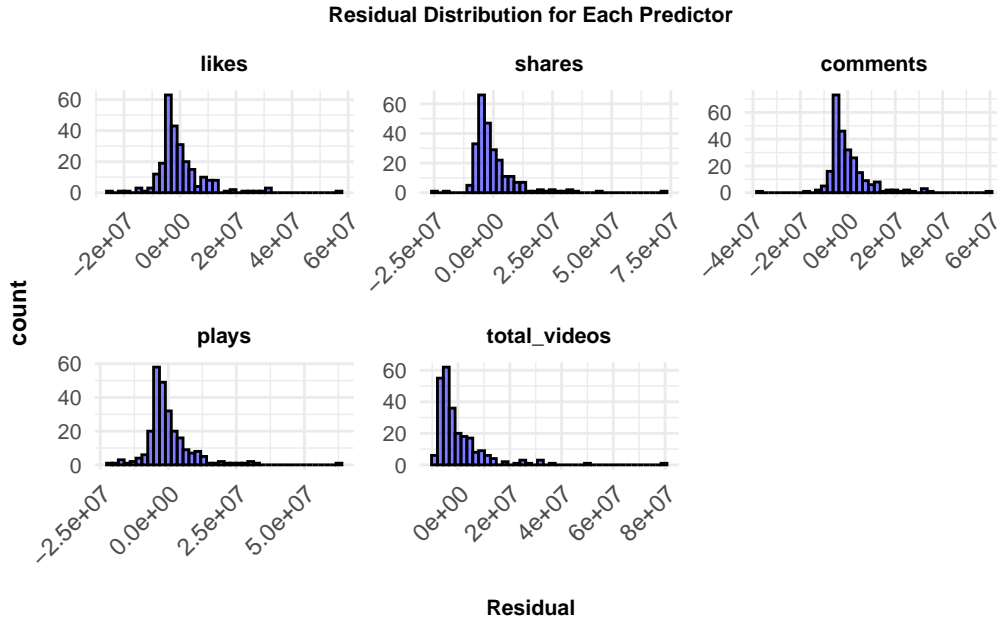 Residual Distribution for Each Predictor
likes
shares
comments
60
40
20
0
−2e+07
0e+00
2e+07
4e+07
6e+07
60
40
20
0
−2.5e+07
0.0e+00
2.5e+07
5.0e+07
7.5e+07
60
40
20
0
−4e+07
−2e+07
0e+00
2e+07
4e+07
6e+07
count
plays
total_videos
60
40
20
0
−2.5e+07
0.0e+00
2.5e+07
5.0e+07
60
40
20
0
0e+00
2e+07
4e+07
6e+07
8e+07
Residual